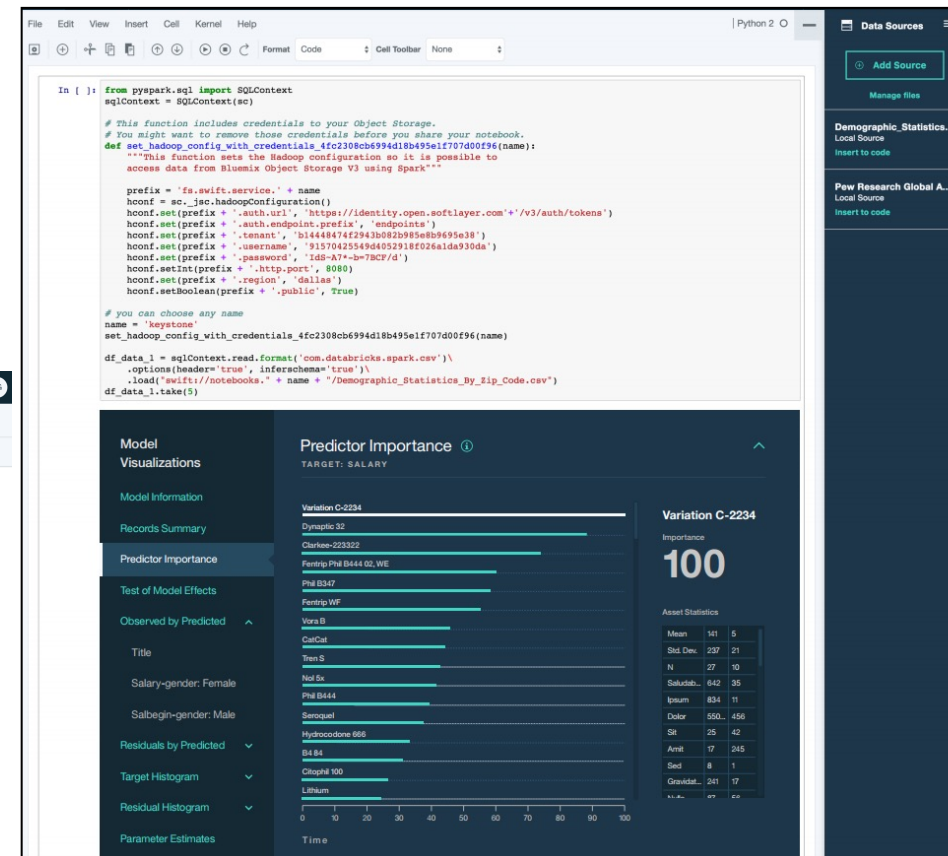 File Edit View Insert Cell Kernel Help
| Python 2 O
Format Code Cell Toolbar None
In [ ]: from pyspark.sql import SQLContext
sqlContext = SQLContext(sc)
# This function includes credentials to your Object Storage.
# You might want to remove those credentials before you share your notebook.
def set_hadoop_config_with_credentials_4fc2308cb6994d18b495e1f707d00f96(name):
"""This function sets the Hadoop configuration so it is possible to
access data from Bluemix Object Storage V3 using Spark"""
prefix = 'fs.swift.service.' + name
hconf = sc._jsc.hadoopConfiguration()
hconf.set(prefix + '.auth.url', 'https://identity.open.softlayer.com'+'/v3/auth/tokens')
hconf.set(prefix + '.auth.endpoint.prefix', 'endpoints')
hconf.set(prefix + '.tenant', 'b14448474f2943b082b985e8b9695e38')
hconf.set(prefix + '.username', '91570425549d4052918f026a1da930da')
hconf.set(prefix + '.password', 'IdS-A7*-b=7BCF/d')
hconf.setInt(prefix + '.http.port', 8080)
hconf.set(prefix + '.region', 'dallas')
hconf.setBoolean(prefix + '.public', True)
# you can choose any name
name = 'keystone'
set_hadoop_config_with_credentials_4fc2308cb6994d18b495e1f707d00f96(name)
df_data_1 = sqlContext.read.format('com.databricks.spark.csv')\
.options(header='true', inferschema='true')\
.load("swift://notebooks." + name + "/Demographic_Statistics_By_Zip_Code.csv")
df_data_1.take(5)
Data Sources
Add Source
Manage files
Demographic_Statistics..
Local Source
Insert to code
Pew Research Global A...
Local Source
Insert to code
Model
Visualizations
Model Information
Records Summary
Predictor Importance
Test of Model Effects
Observed by Predicted
Title
Salary-gender: Female
Salbegin-gender: Male
Residuals by Predicted
Target Histogram
Residual Histogram
Parameter Estimates
Predictor Importance
TARGET: SALARY
Variation C-2234
Dynaptic 32
Clarkee-223322
Fentrip Phil B444 02, WE
Phil B347
Fentrip WF
Vora B
CatCat
Tren S
Nol 5x
Phil B444
Seroquel
Hydrocodone 666
B4 84
Citophil 100
Lithium
0 10 20 30 40 50 60 70 80 90 100
Time
Variation C-2234
Importance
100
Asset Statistics
Mean 141 5
Std. Dev. 237 21
N 27 10
Saludab... 642 35
Ipsum 834 11
Dolor 550... 456
Sit 25 42
Amit 17 245
Sed 8 1
Gravidat... 241 17